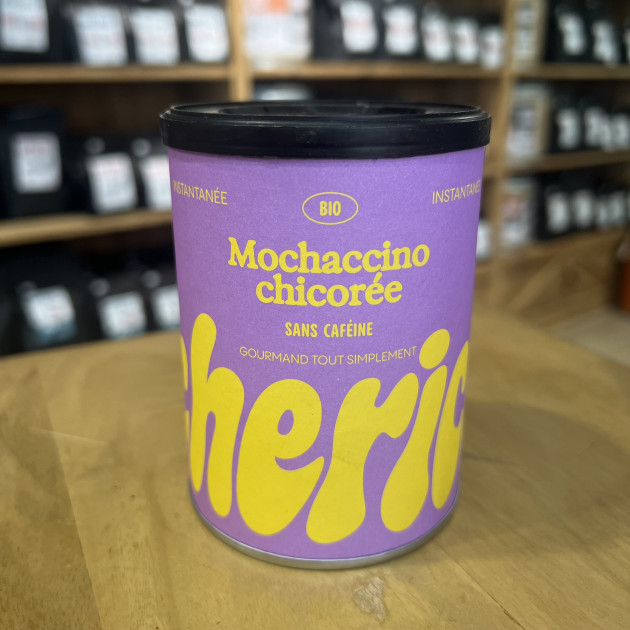 INSTANTANÉE
BIO
INSTANTANÉE
Mochaccino
chicorée
SANS CAFÉINE
GOURMAND TOUT SIMPLEMENT
cheric